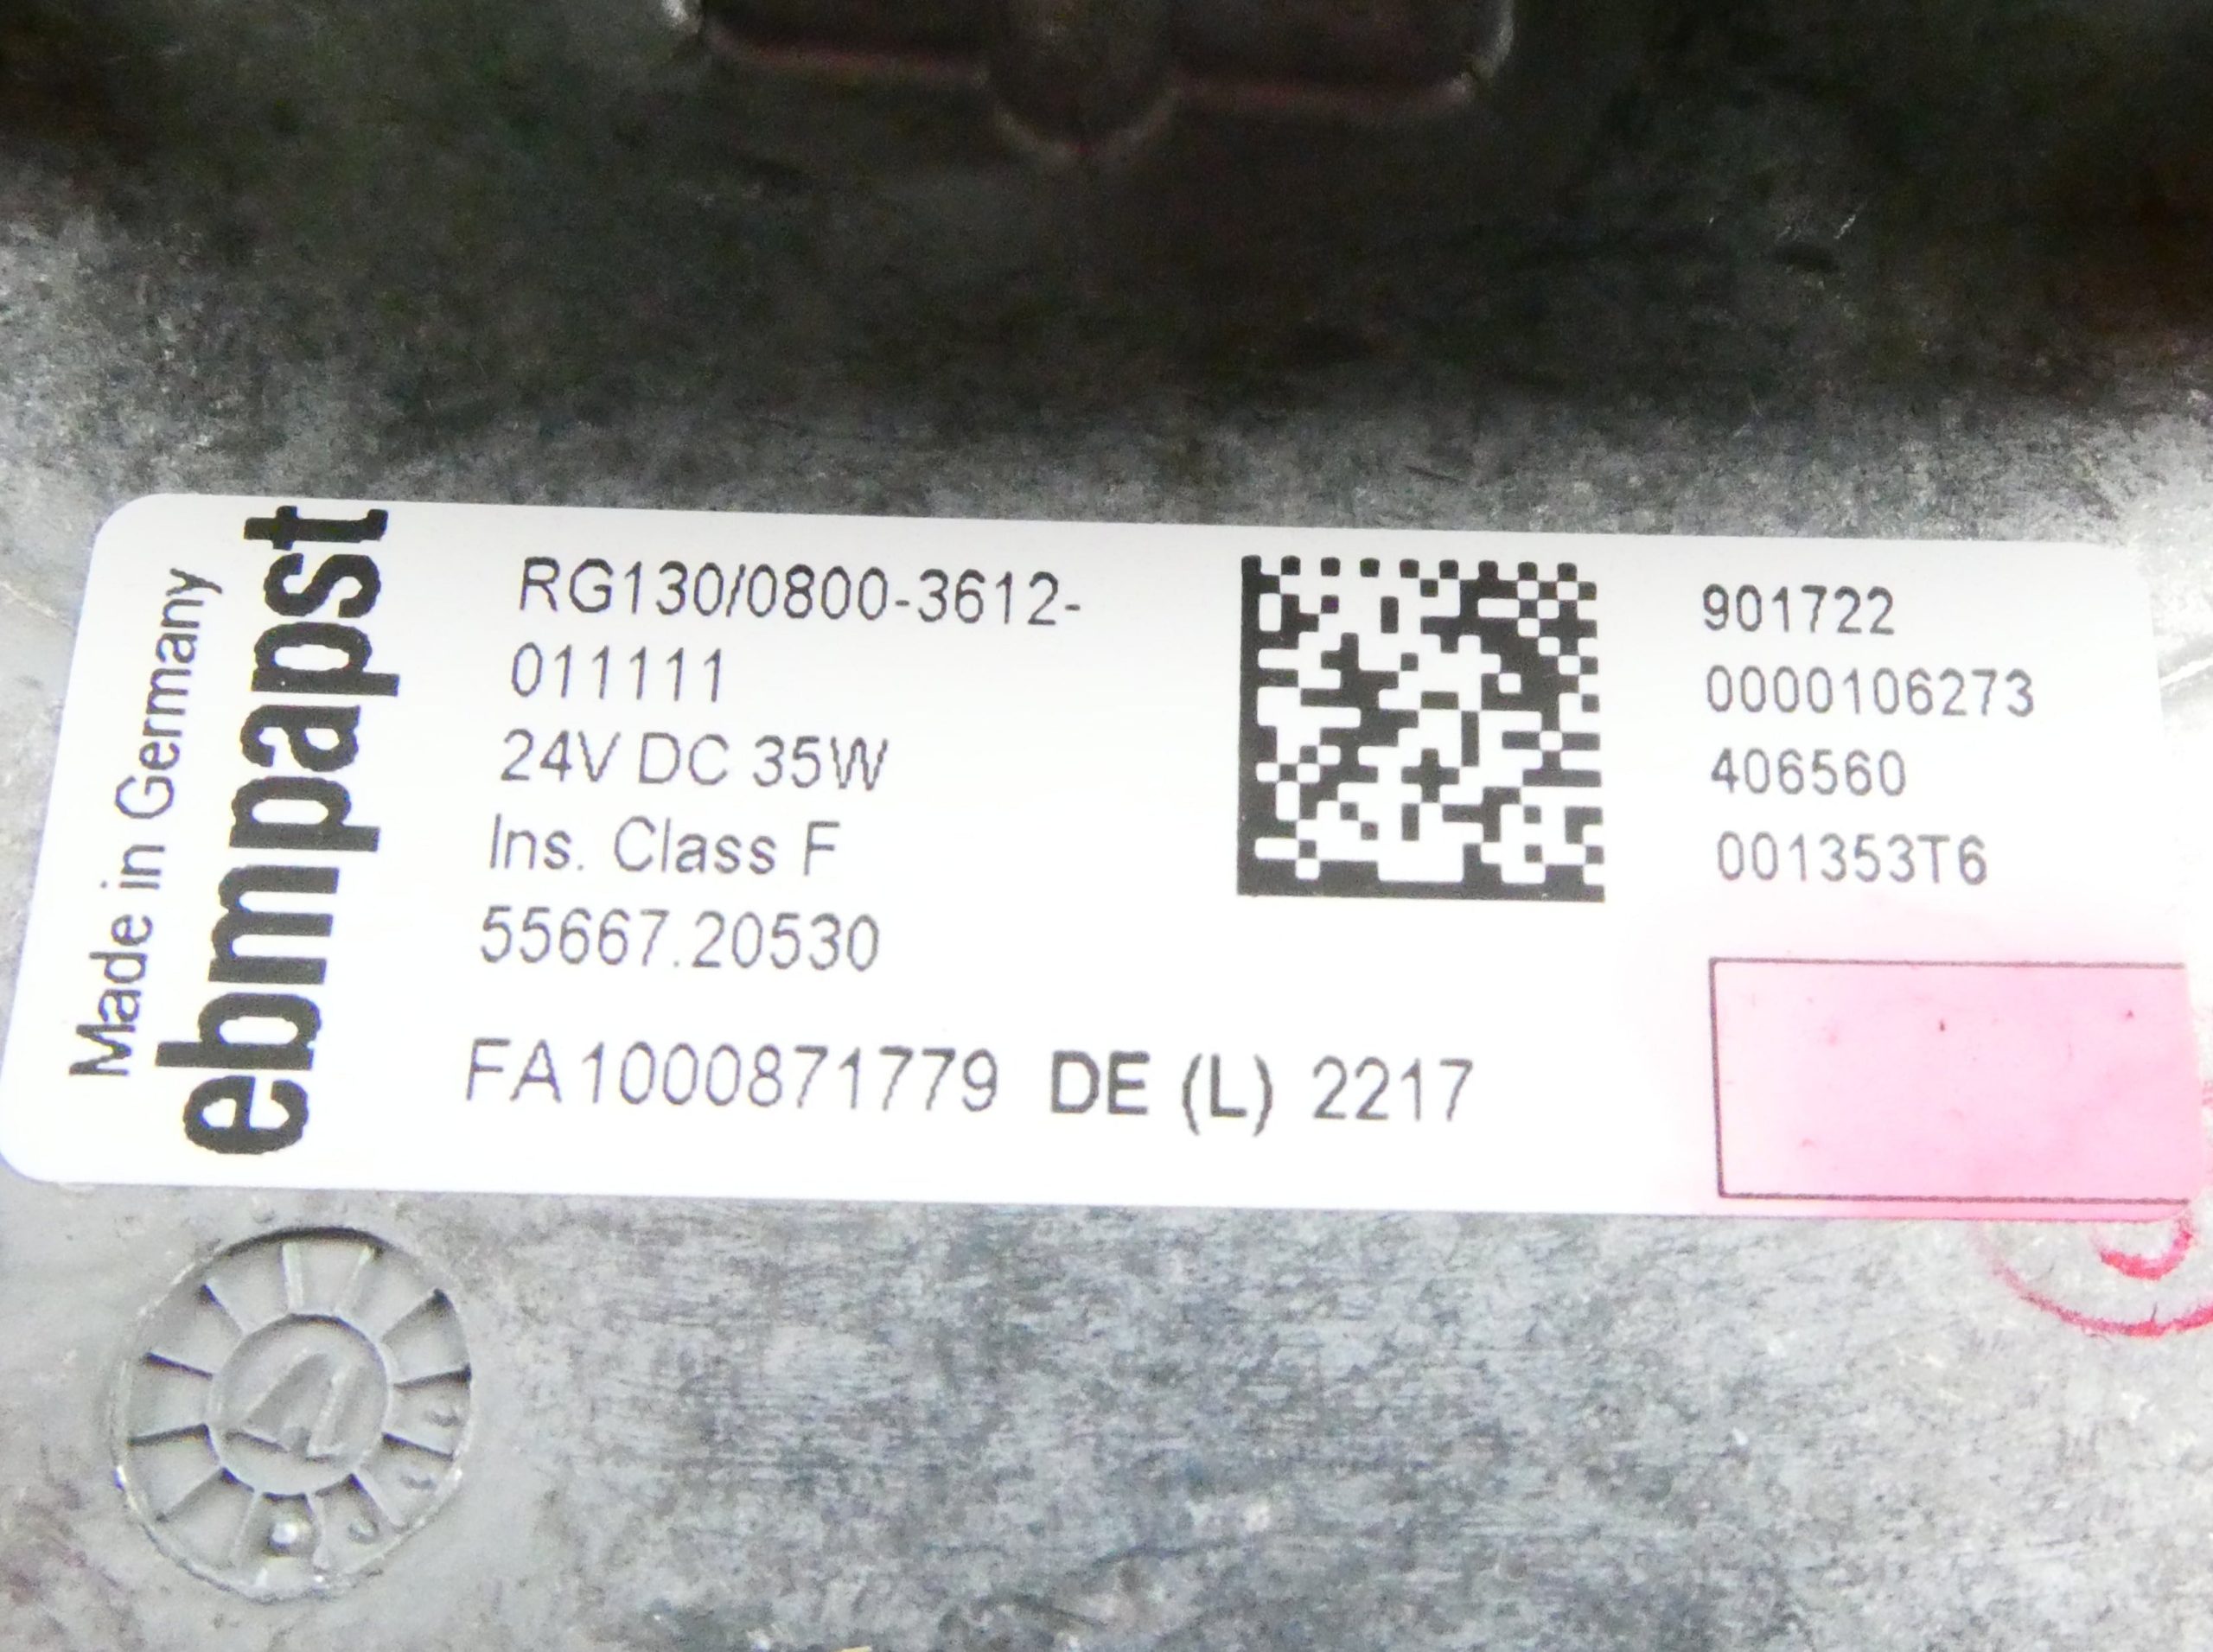 Made in Germany
ebmpapst
RG130/0800-3612-
011111
24V DC 35W
Ins. Class F
55667.20530
FA1000871779 DE (L) 2217
901722
0000106273
406560
001353T6